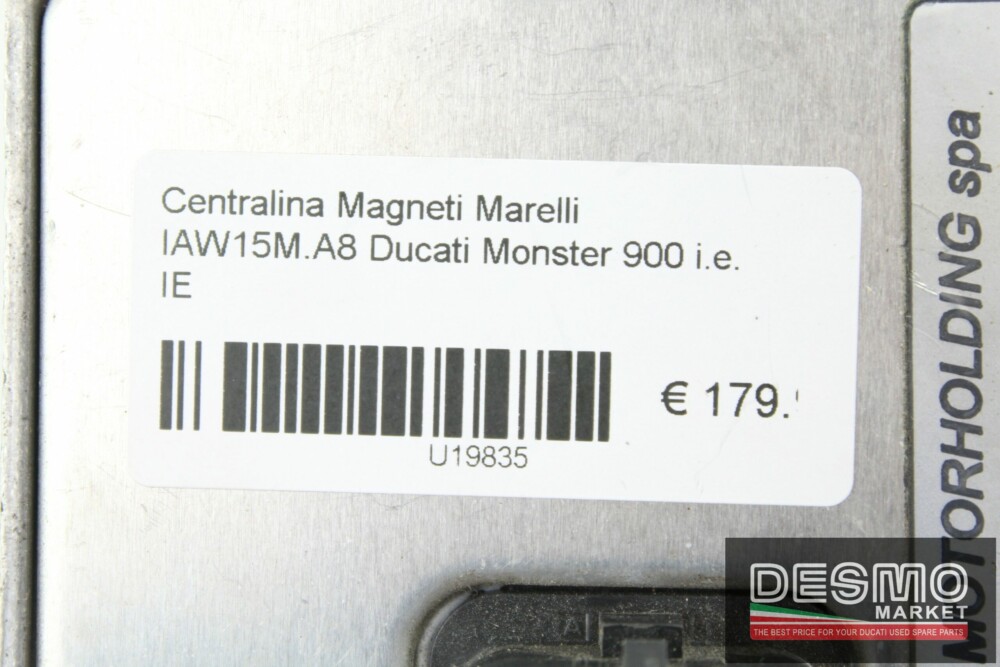 Centralina Magneti Marelli
IAW15M.A8 Ducati Monster 900 i.e.
IE
€ 179.
U19835
MOTORHOLDING spa
DESMO
MARKET
THE BEST PRICE FOR YOUR DUCATI USED SPARE PARTS